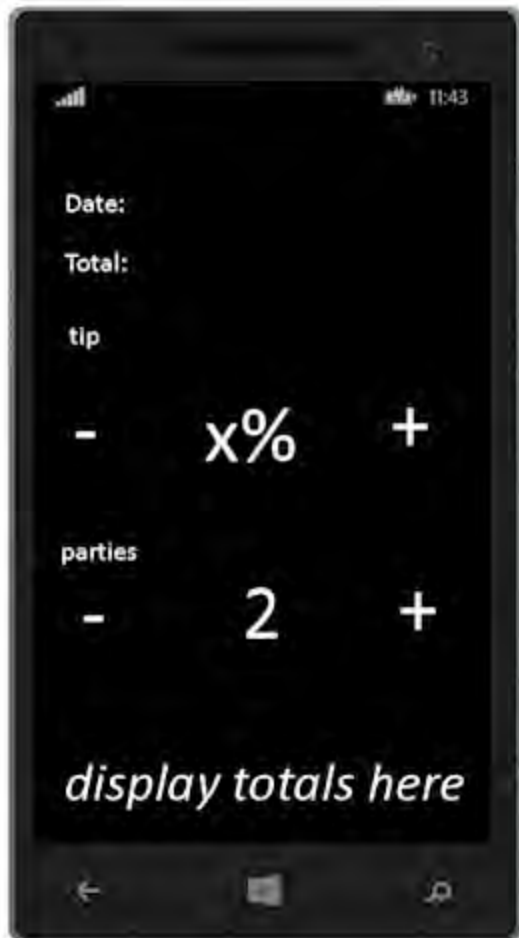 11:43
Date:
Total:
tip
- x% +
parties
- 2 +
display totals here